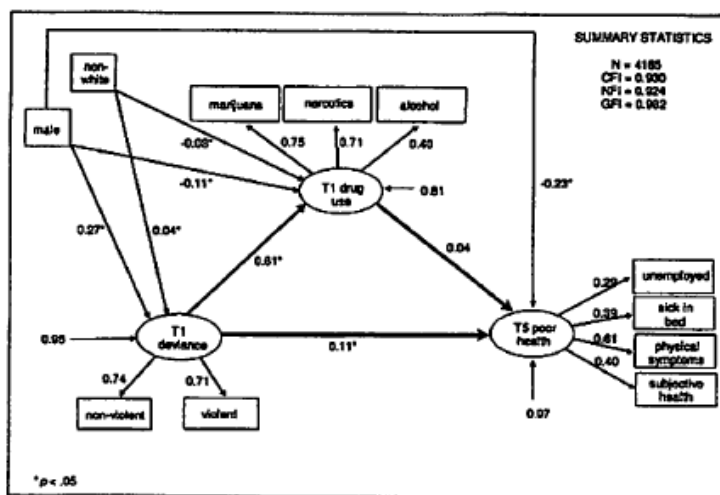 SUMMARY STATISTICS
N = 4185
CFI = 0.930
NFI = 0.924
GFI = 0.982
non-
white
male
marijuana
narcotics
alcohol
0.75
0.71
0.40
-0.08*
-0.11*
T1 drug
use
0.81
-0.23*
0.27*
0.04*
0.61*
0.04
0.95
T1
deviance
0.11*
T5 poor
health
0.29
unemployed
0.39
sick in
bed
0.61
physical
symptoms
0.40
subjective
health
0.74
0.71
non-violent
violent
0.97
*p < .05